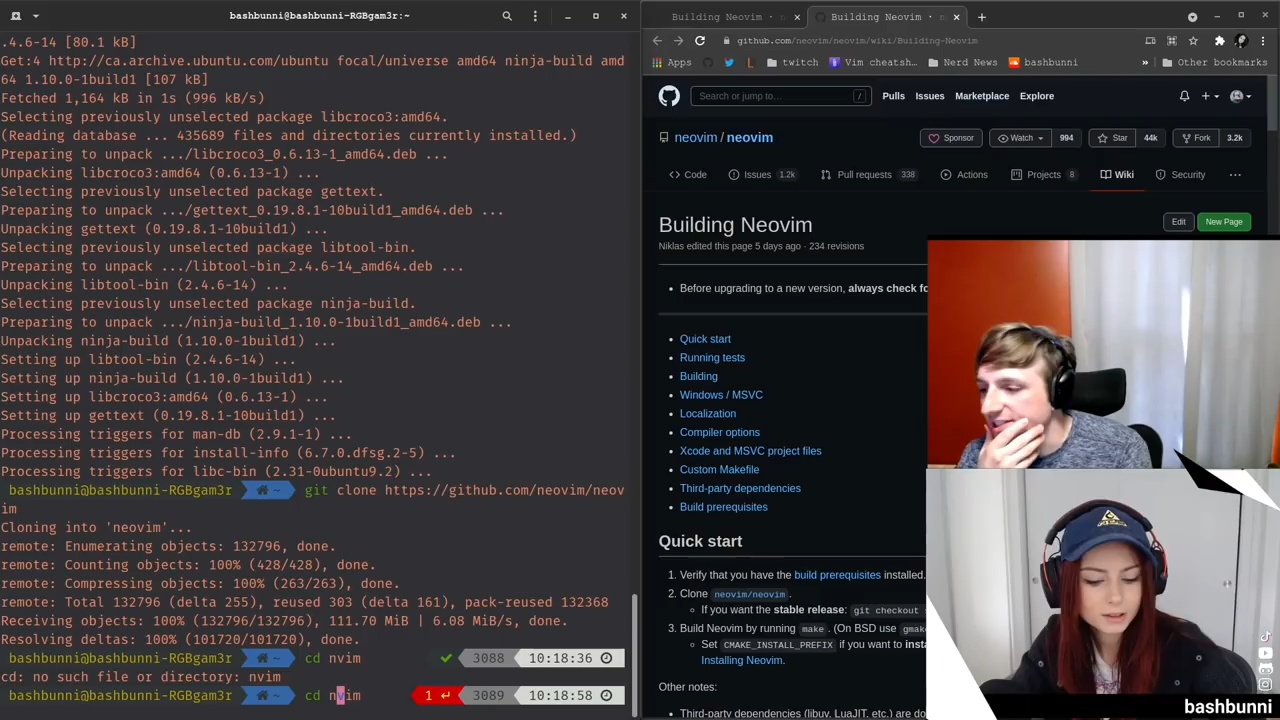 bashbunni@bashbunni-RGBgam3r:~
.4.6-14 [80.1 kB]
Get:4 http://ca.archive.ubuntu.com/ubuntu focal/universe amd64 ninja-build amd
64 1.10.0-1build1 [107 kB]
Fetched 1,164 kB in 1s (996 kB/s)
Selecting previously unselected package libcroco3:amd64.
(Reading database ... 435689 files and directories currently installed.)
Preparing to unpack .../libcroco3_0.6.13-1_amd64.deb ...
Unpacking libcroco3:amd64 (0.6.13-1) ...
Selecting previously unselected package gettext.
Preparing to unpack .../gettext_0.19.8.1-10build1_amd64.deb ...
Unpacking gettext (0.19.8.1-10build1) ...
Selecting previously unselected package libtool-bin.
Preparing to unpack .../libtool-bin_2.4.6-14_amd64.deb ...
Unpacking libtool-bin (2.4.6-14) ...
Selecting previously unselected package ninja-build.
Preparing to unpack .../ninja-build_1.10.0-1build1_amd64.deb ...
Unpacking ninja-build (1.10.0-1build1) ...
Setting up libtool-bin (2.4.6-14) ...
Setting up ninja-build (1.10.0-1build1) ...
Setting up libcroco3:amd64 (0.6.13-1) ...
Setting up gettext (0.19.8.1-10build1) ...
Processing triggers for man-db (2.9.1-1) ...
Processing triggers for install-info (6.7.0.dfsg.2-5) ...
Processing triggers for libc-bin (2.31-0ubuntu9.2) ...
bashbunni@bashbunni-RGBgam3r ~ git clone https://github.com/neovim/neov
im
Cloning into 'neovim'...
remote: Enumerating objects: 132796, done.
remote: Counting objects: 100% (428/428), done.
remote: Compressing objects: 100% (263/263), done.
remote: Total 132796 (delta 255), reused 303 (delta 161), pack-reused 132368
Receiving objects: 100% (132796/132796), 111.70 MiB | 6.08 MiB/s, done.
Resolving deltas: 100% (101720/101720), done.
bashbunni@bashbunni-RGBgam3r ~ cd nvim ✔ 3088 10:18:36
cd:no such file or directory: nvim
bashbunni@bashbunni-RGBgam3r ~ cd nvim 1 ↵ 3089 10:18:58
Building Neovim · n
Building Neovim · n
github.com/neovim/neovim/wiki/Building-Neovim
Apps twitch Vim cheatsh... Nerd News bashbunni » Other bookmarks
Search or jump to... / Pulls Issues Marketplace Explore
neovim / neovim Sponsor Watch 994 Star 44k Fork 3.2k
Code Issues 1.2k Pull requests 338 Actions Projects 8 Wiki Security ...
Building Neovim Edit New Page
Niklas edited this page 5 days ago · 234 revisions
Before upgrading to a new version, always check fo
Quick start
Running tests
Building
Windows / MSVC
Localization
Compiler options
Xcode and MSVC project files
Custom Makefile
Third-party dependencies
Build prerequisites
Quick start
1. Verify that you have the build prerequisites installed.
2. Clone neovim/neovim.
If you want the stable release: git checkout s
3. Build Neovim by running make. (On BSD use gmak
Set CMAKE_INSTALL_PREFIX if you want to insta
Installing Neovim.
Other notes:
Third-party dependencies (libuv, LuaJIT, etc.) are do
bashbunni